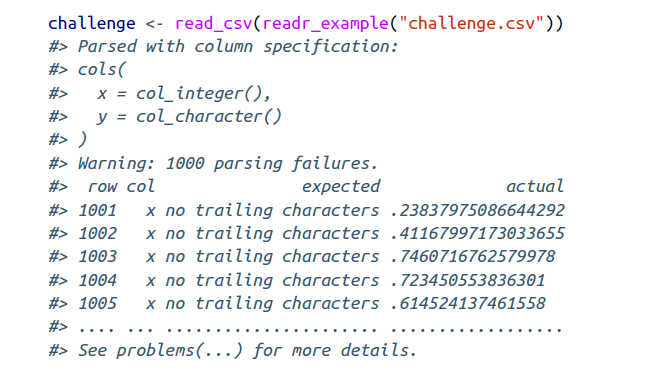 challenge <- read_csv(readr_example("challenge.csv"))
#> Parsed with column specification:
#> cols(
#>   x = col_integer(),
#>   y = col_character()
#> )
#> Warning: 1000 parsing failures.
#>  row col               expected             actual
#> 1001   x no trailing characters .23837975086644292
#> 1002   x no trailing characters .41167997173033655
#> 1003   x no trailing characters .7460716762579978
#> 1004   x no trailing characters .723450553836301
#> 1005   x no trailing characters .614524137461558
#> .... ... ...................... ..................
#> See problems(...) for more details.